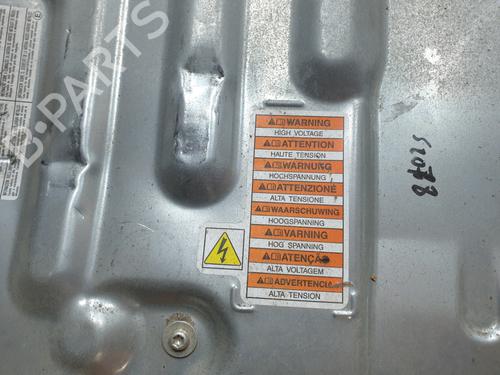 WARNING
HIGH VOLTAGE
ATTENTION
HAUTE TENSION
WARNUNG
HOCHSPANNUNG
ATTENZIONÉ
ALTA TENSIONE
WAARSCHUWING
HOOGSPANNING
VARNING
HOG SPANNING
ATENÇÃO
ALTA VOLTAGEM
ADVERTENCIA
ALTA TENSION
B-PARTS